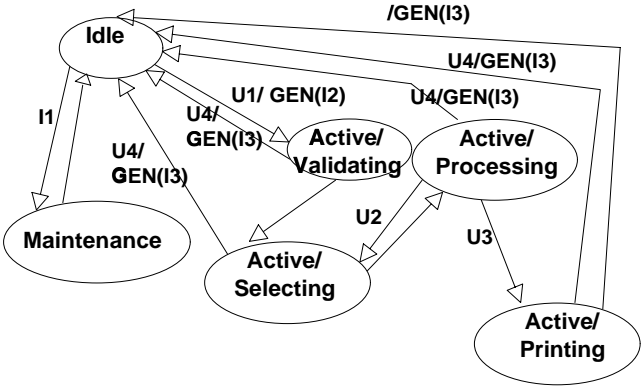 /GEN(I3)
Idle
U4/GEN(I3)
U1/ GEN(I2)
U4/GEN(I3)
I1
U4/
GEN(I3)
Active/
Validating
Active/
Processing
U4/
GEN(I3)
U2
Maintenance
U3
Active/
Selecting
Active/
Printing